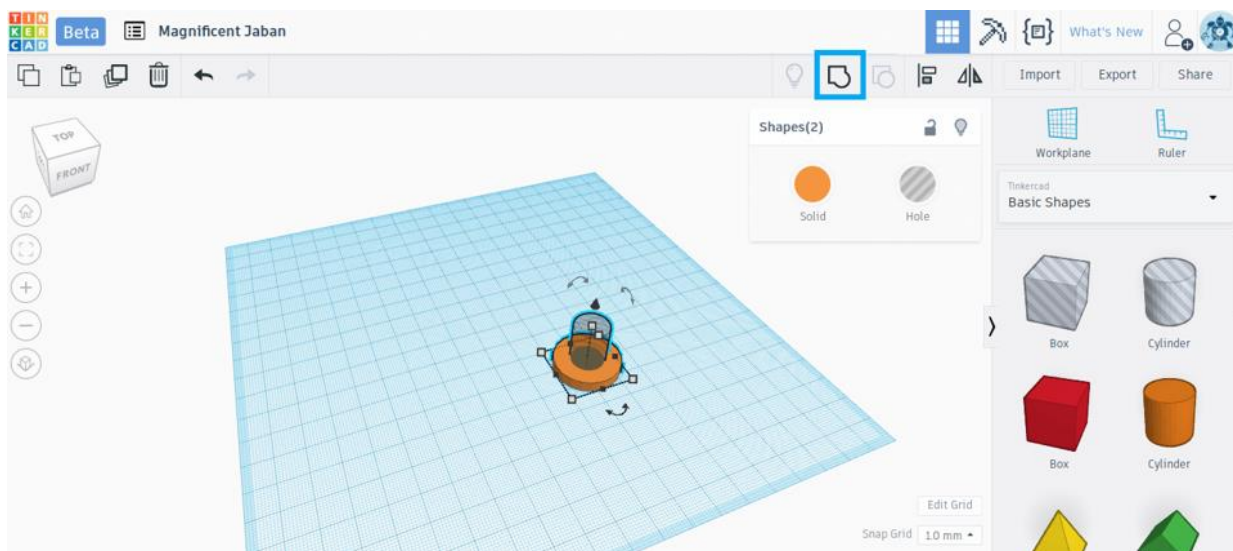 TIN
KER
CAD
Beta
Magnificent Jaban
What's New
Import
Export
Share
TOP
FRONT
Shapes(2)
Solid
Hole
Workplane
Ruler
Tinkercad
Basic Shapes
Box
Cylinder
Box
Cylinder
Edit Grid
Snap Grid
1.0 mm